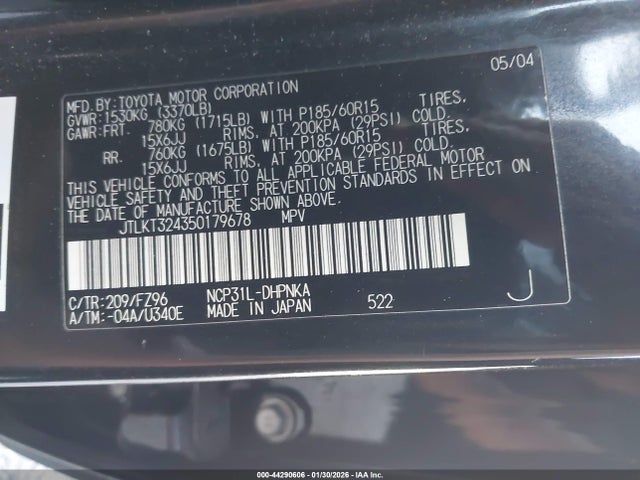 MFD. BY: TOYOTA MOTOR CORPORATION 05/04
GVWR: 1530KG (3370LB)
GAWR: FRT. 780KG (1715LB) WITH P185/60R15 TIRES,
15X6JJ RIMS, AT 200KPA (29PSI) COLD.
RR. 760KG (1675LB) WITH P185/60R15 TIRES,
15X6JJ RIMS, AT 200KPA (29PSI) COLD.
THIS VEHICLE CONFORMS TO ALL APPLICABLE FEDERAL MOTOR
VEHICLE SAFETY AND THEFT PREVENTION STANDARDS IN EFFECT ON
THE DATE OF MANUFACTURE SHOWN ABOVE.
JTLKT324350179678 MPV
C/TR: 209/FZ96 NCP31L-DHPNKA
A/TM: -04A/U340E MADE IN JAPAN 522 J
000-44290606 - 01/30/2026 - IAA Inc.